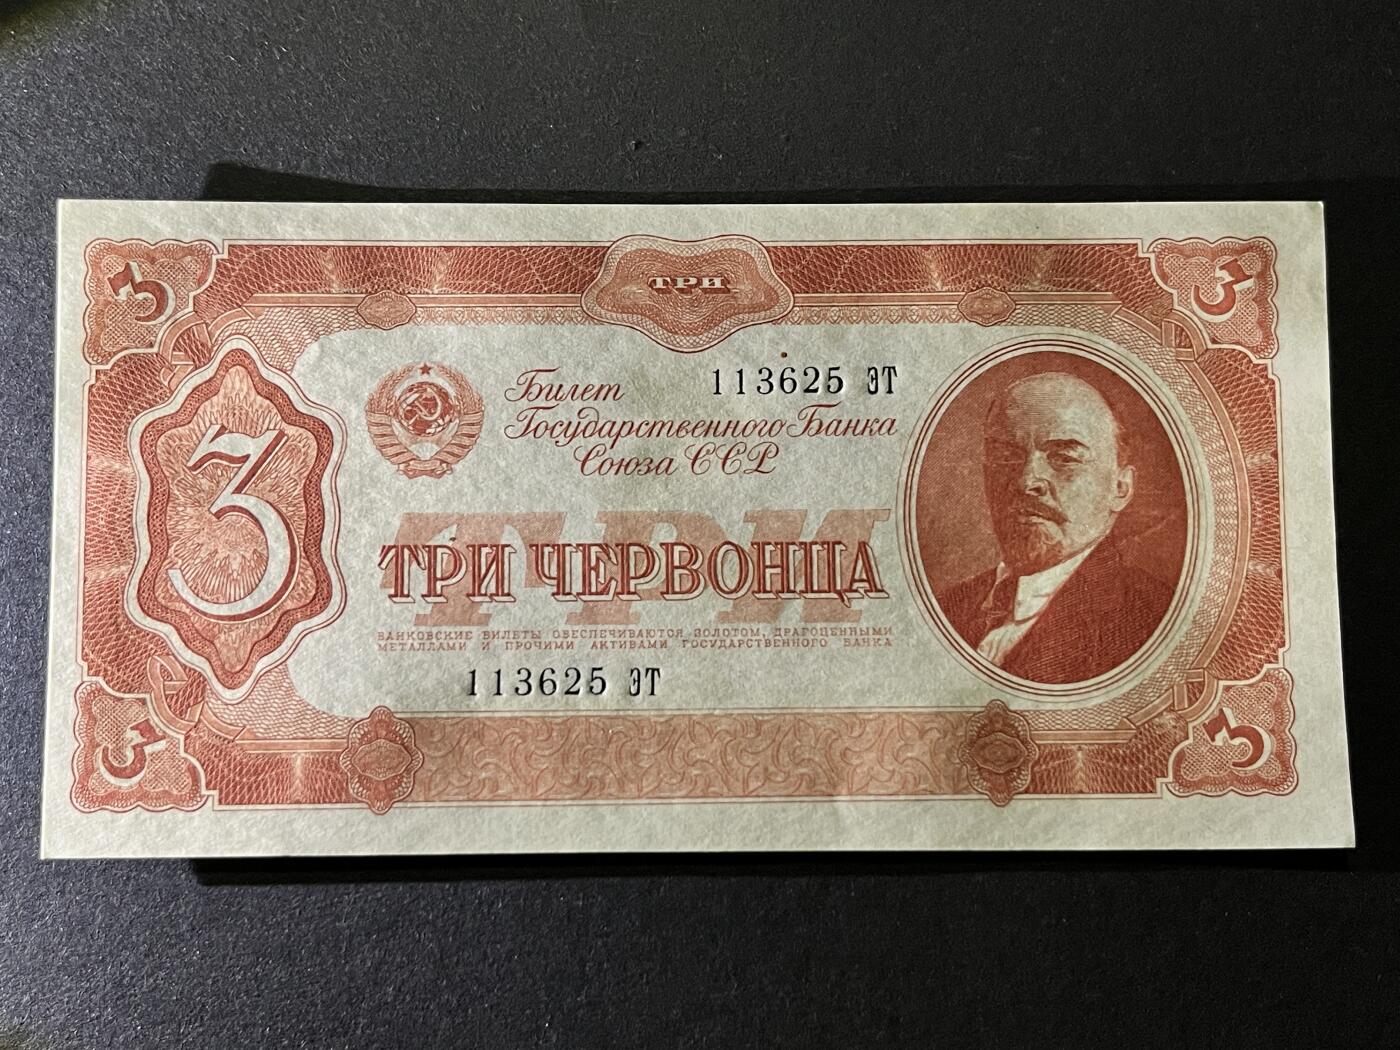 3
ТРИ
3
Билет
113625 ЭТ
Государственного Банка
Союза ССР
3
ТРИ
ТРИ ЧЕРВОНЦА
БАНКОВСКИЕ БИЛЕТЫ ОБЕСПЕЧИВАЮТСЯ ЗОЛОТОМ, ДРАГОЦЕННЫМИ
МЕТАЛЛАМИ И ПРОЧИМИ АКТИВАМИ ГОСУДАРСТВЕННОГО БАНКА
113625 ЭТ
3
3